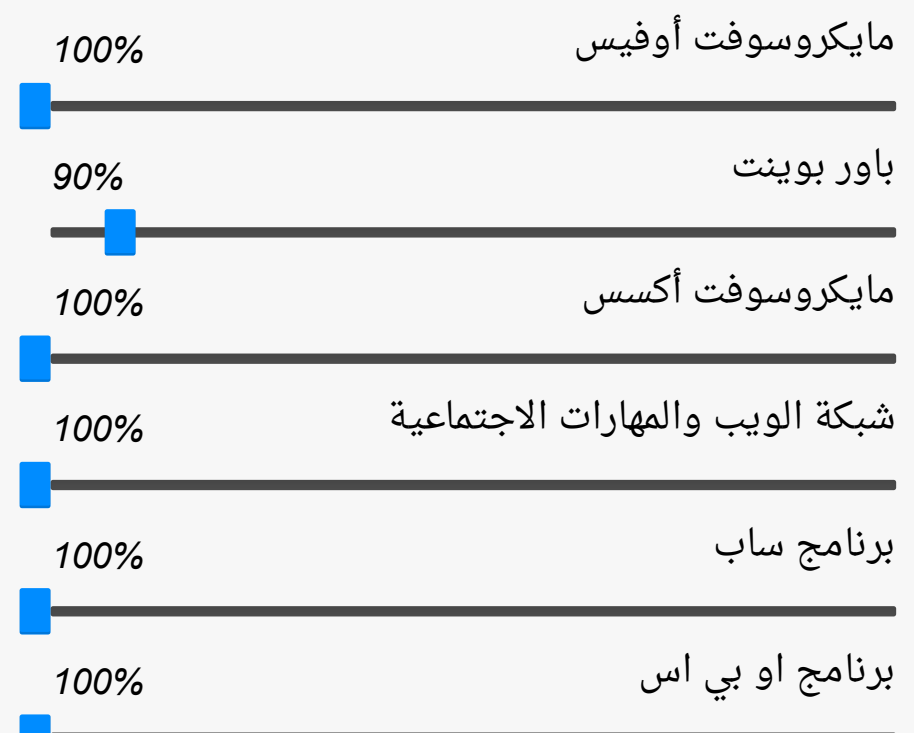 مايكروسوفت أوفيس 100%
باور بوينت 90%
مايكروسوفت أكسس 100%
شبكة الويب والمهارات الاجتماعية 100%
برنامج ساب 100%
برنامج او بي اس 100%